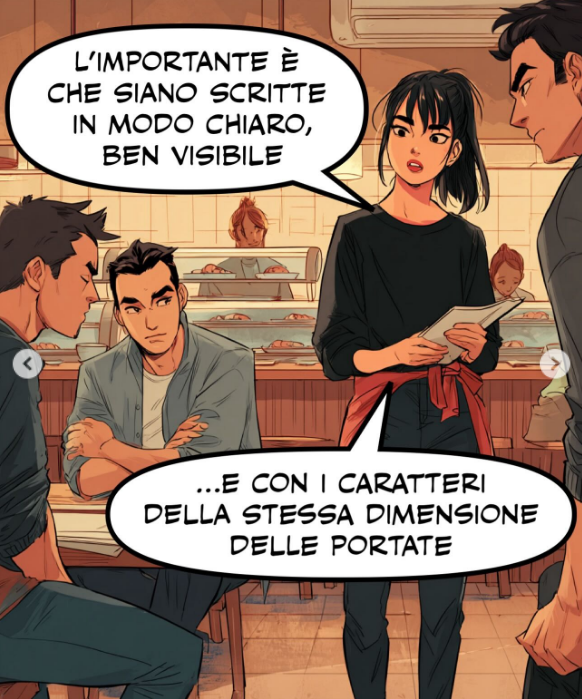 L'IMPORTANTE È
CHE SIANO SCRITTE
IN MODO CHIARO,
BEN VISIBILE
...E CON I CARATTERI
DELLA STESSA DIMENSIONE
DELLE PORTATE